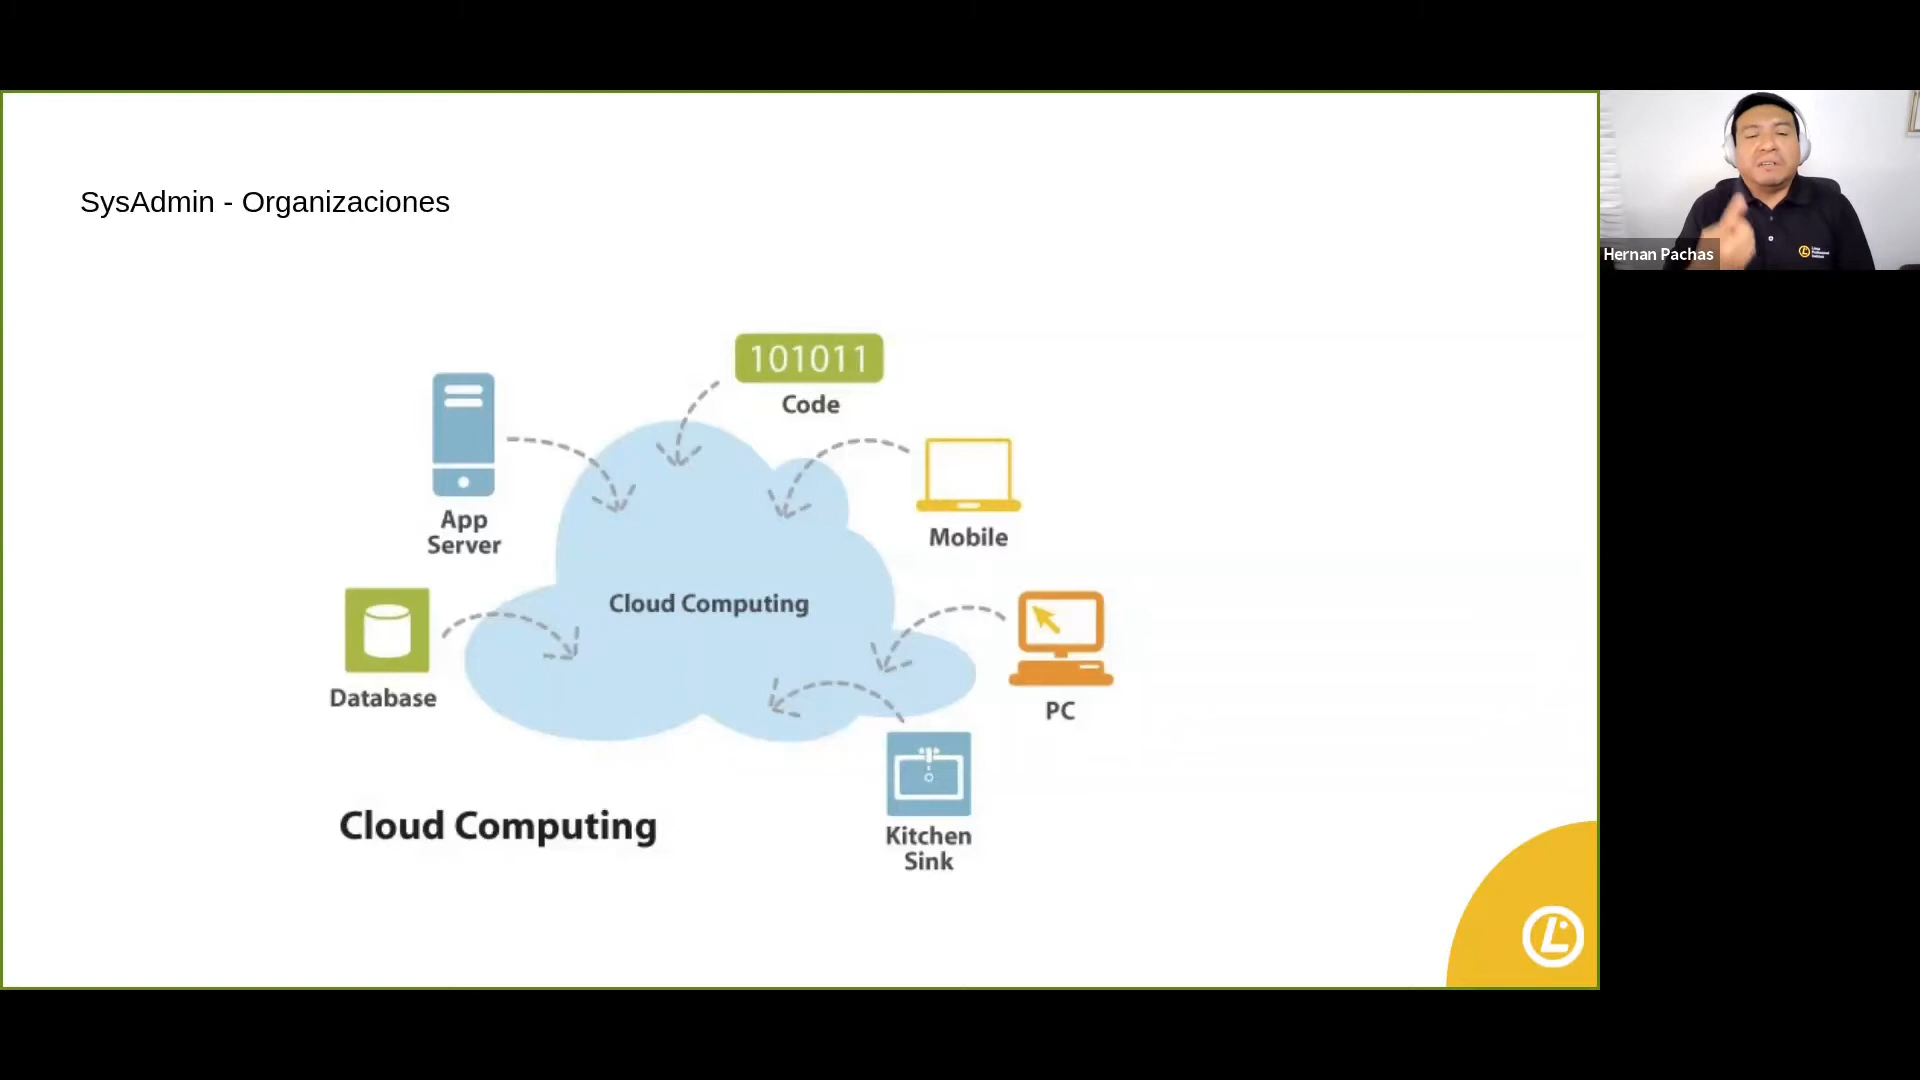 SysAdmin - Organizaciones
101011
Code
App
Server
Mobile
Cloud Computing
Database
PC
Kitchen
Sink
Cloud Computing
Hernan Pachas